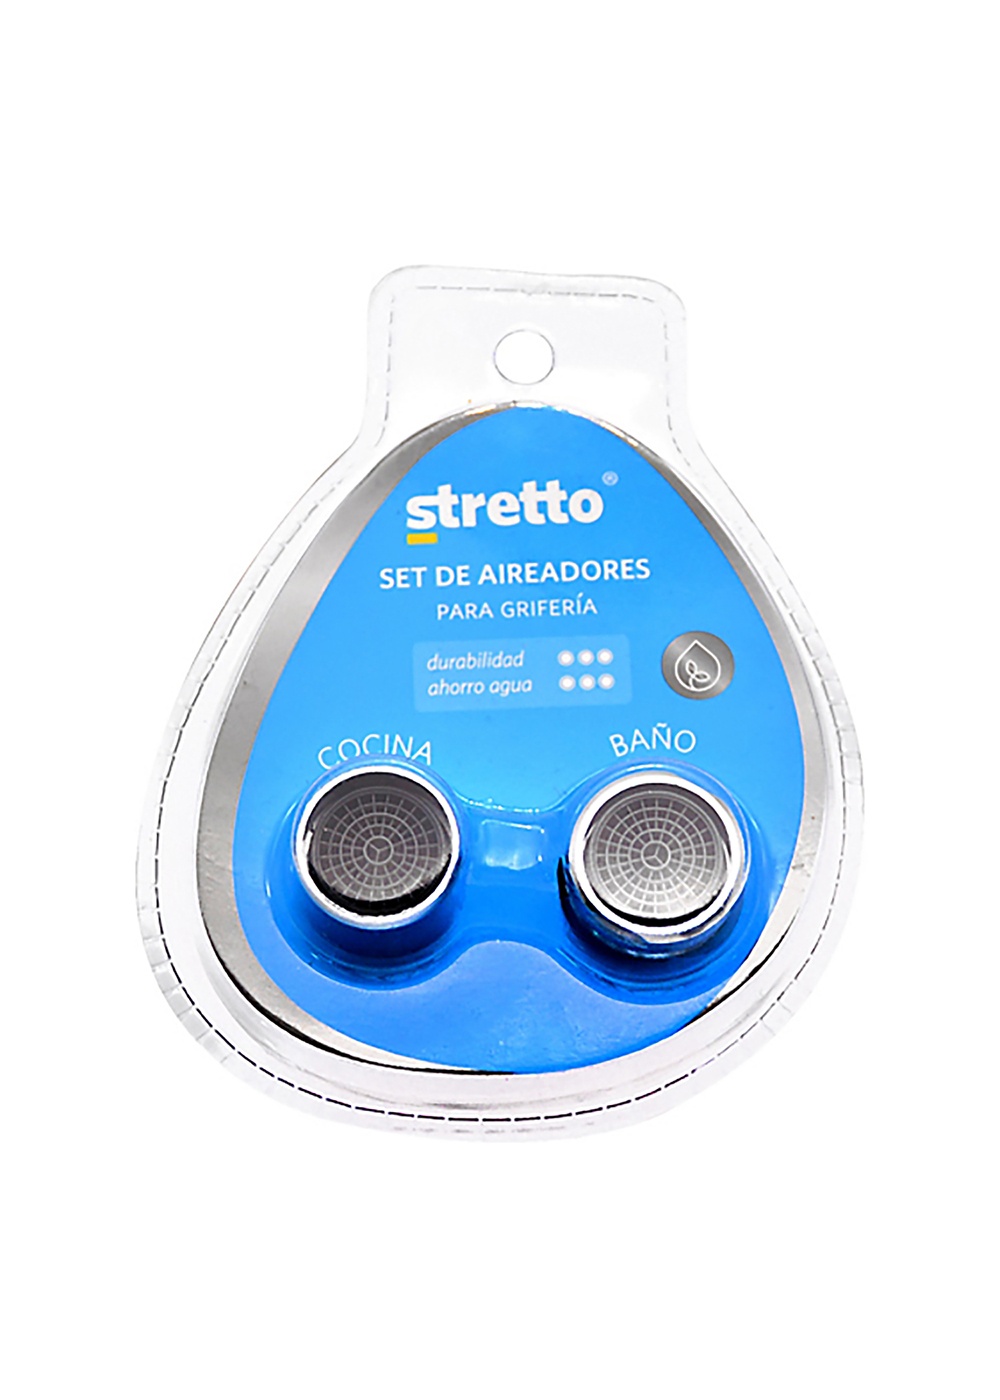 stretto®
SET DE AIREADORES
PARA GRIFERÍA
durabilidad
ahorro agua
COCINA
BAÑO